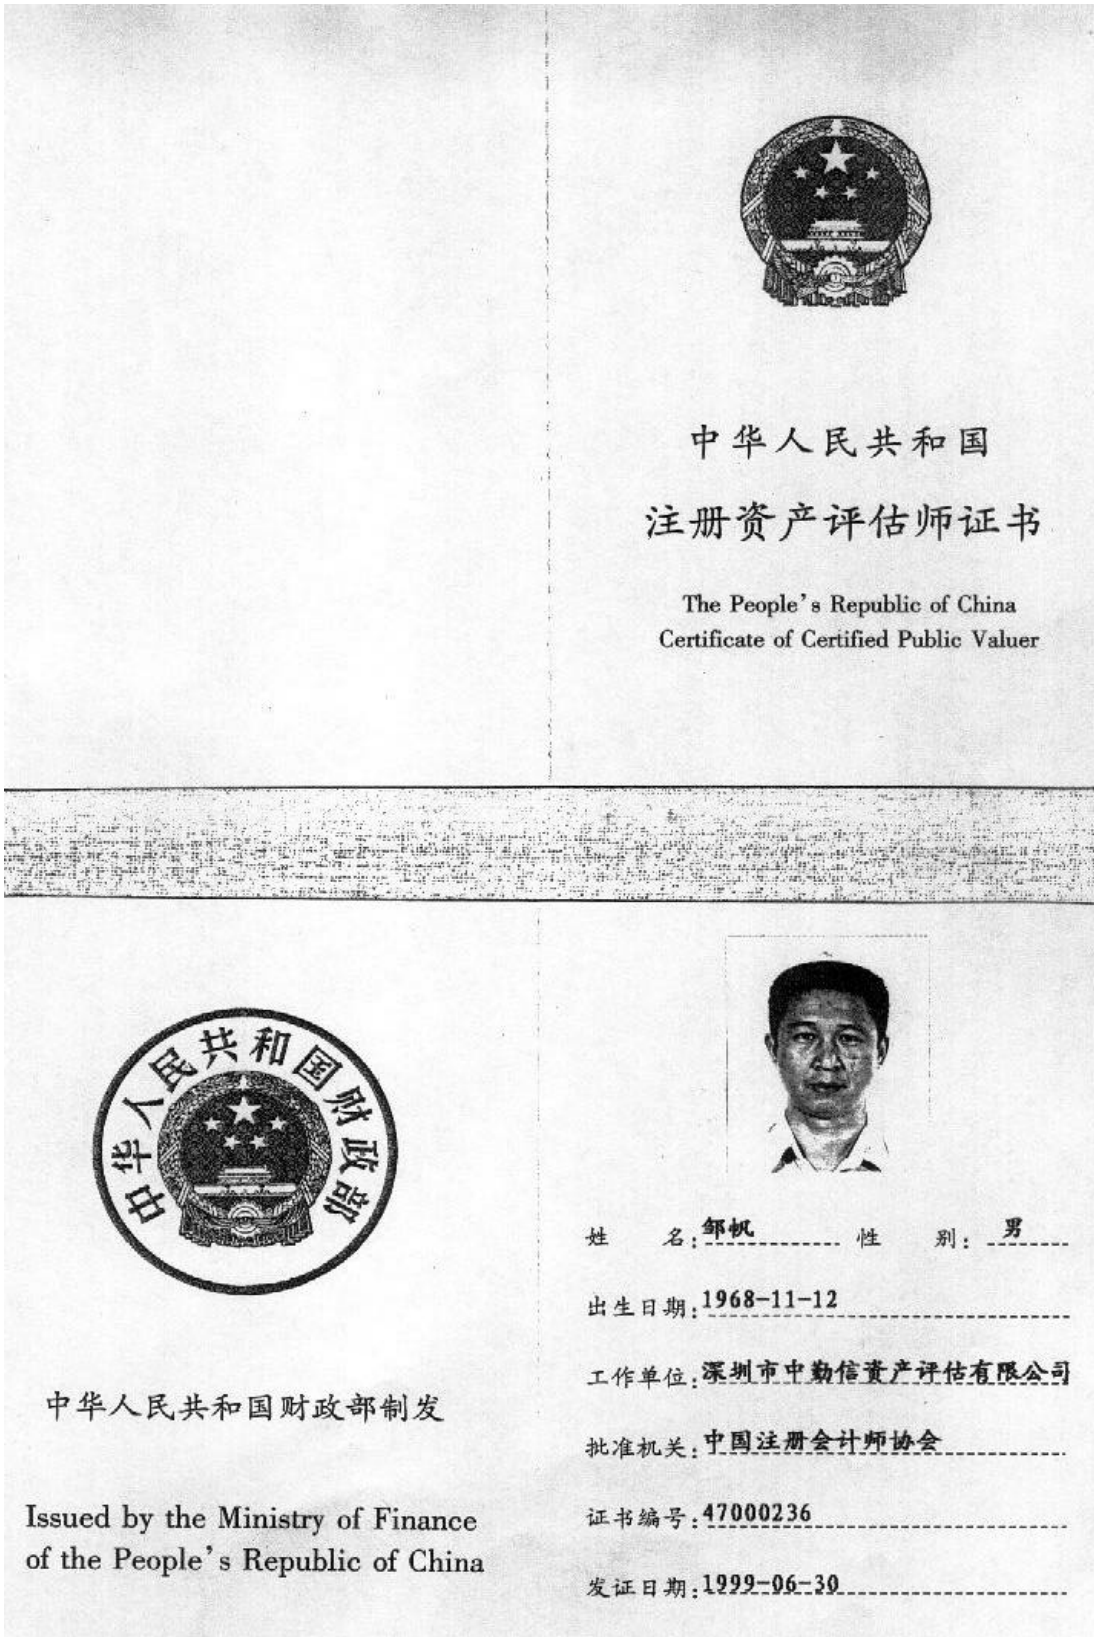 中华人民共和国
注册资产评估师证书
The People's Republic of China
Certificate of Certified Public Valuer
中华人民共和国财政部
中华人民共和国财政部制发
Issued by the Ministry of Finance
of the People's Republic of China
姓 名:邹帆 性 别:男
出生日期:1968-11-12
工作单位:深圳市中勤信资产评估有限公司
批准机关:中国注册会计师协会
证书编号:47000236
发证日期:1999-06-30